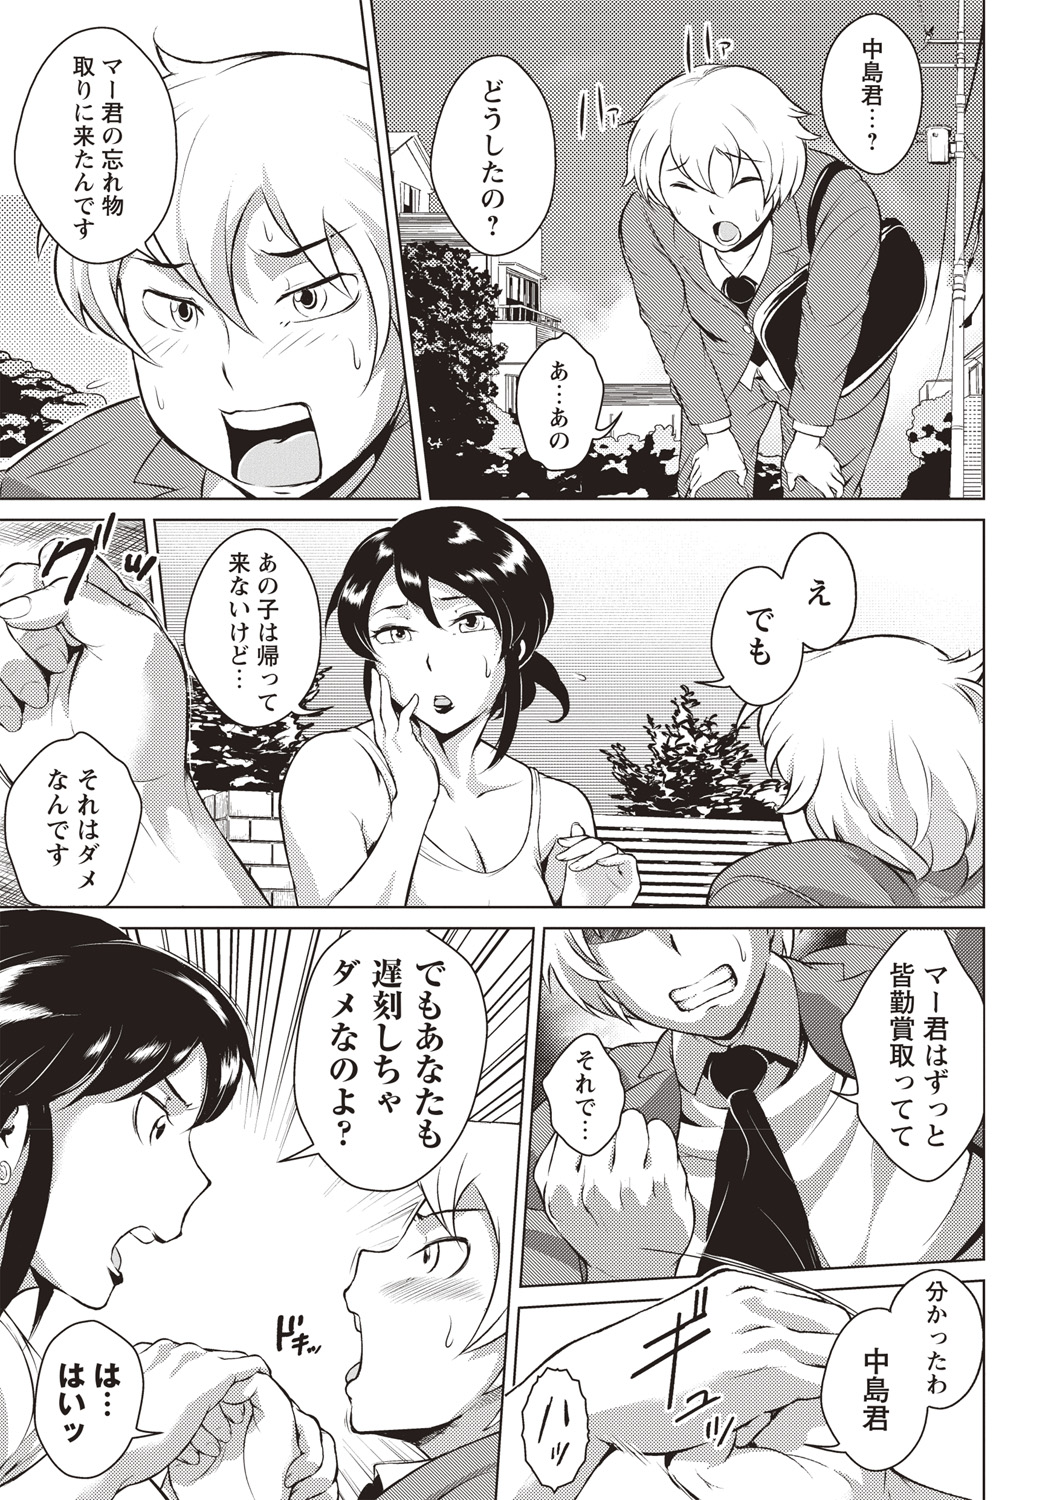 中島君…?
どうしたの?
ハァ
ハァ
あ…あの
マー君の忘れ物
取りに来たんです
え
でも
あの子は帰って
来ないけど…
グッ
それはダメ
なんです
マー君はずっと
皆勤賞取ってて
それで…
でもあなたも
遅刻しちゃ
ダメなのよ?
分かったわ
中島君
ギュッ
ハッ
ドキッ
は…
はいッ